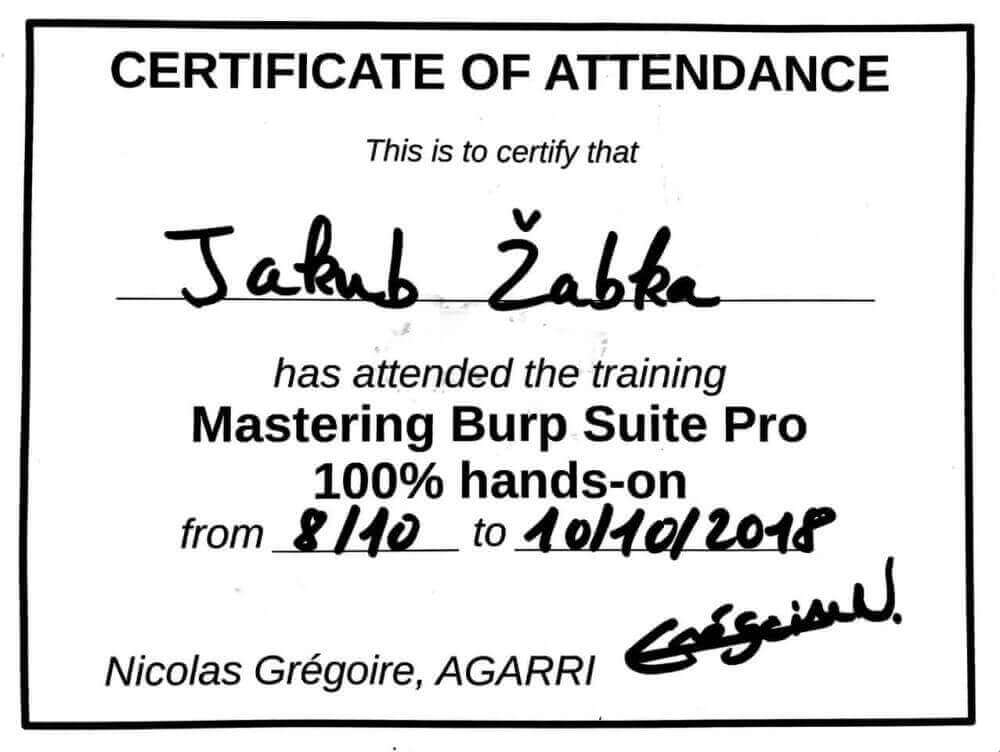 CERTIFICATE OF ATTENDANCE
This is to certify that
Jakub Žabka
has attended the training
Mastering Burp Suite Pro
100% hands-on
from 8/10 to 10/10/2018
Grégoire N.
Nicolas Grégoire, AGARRI